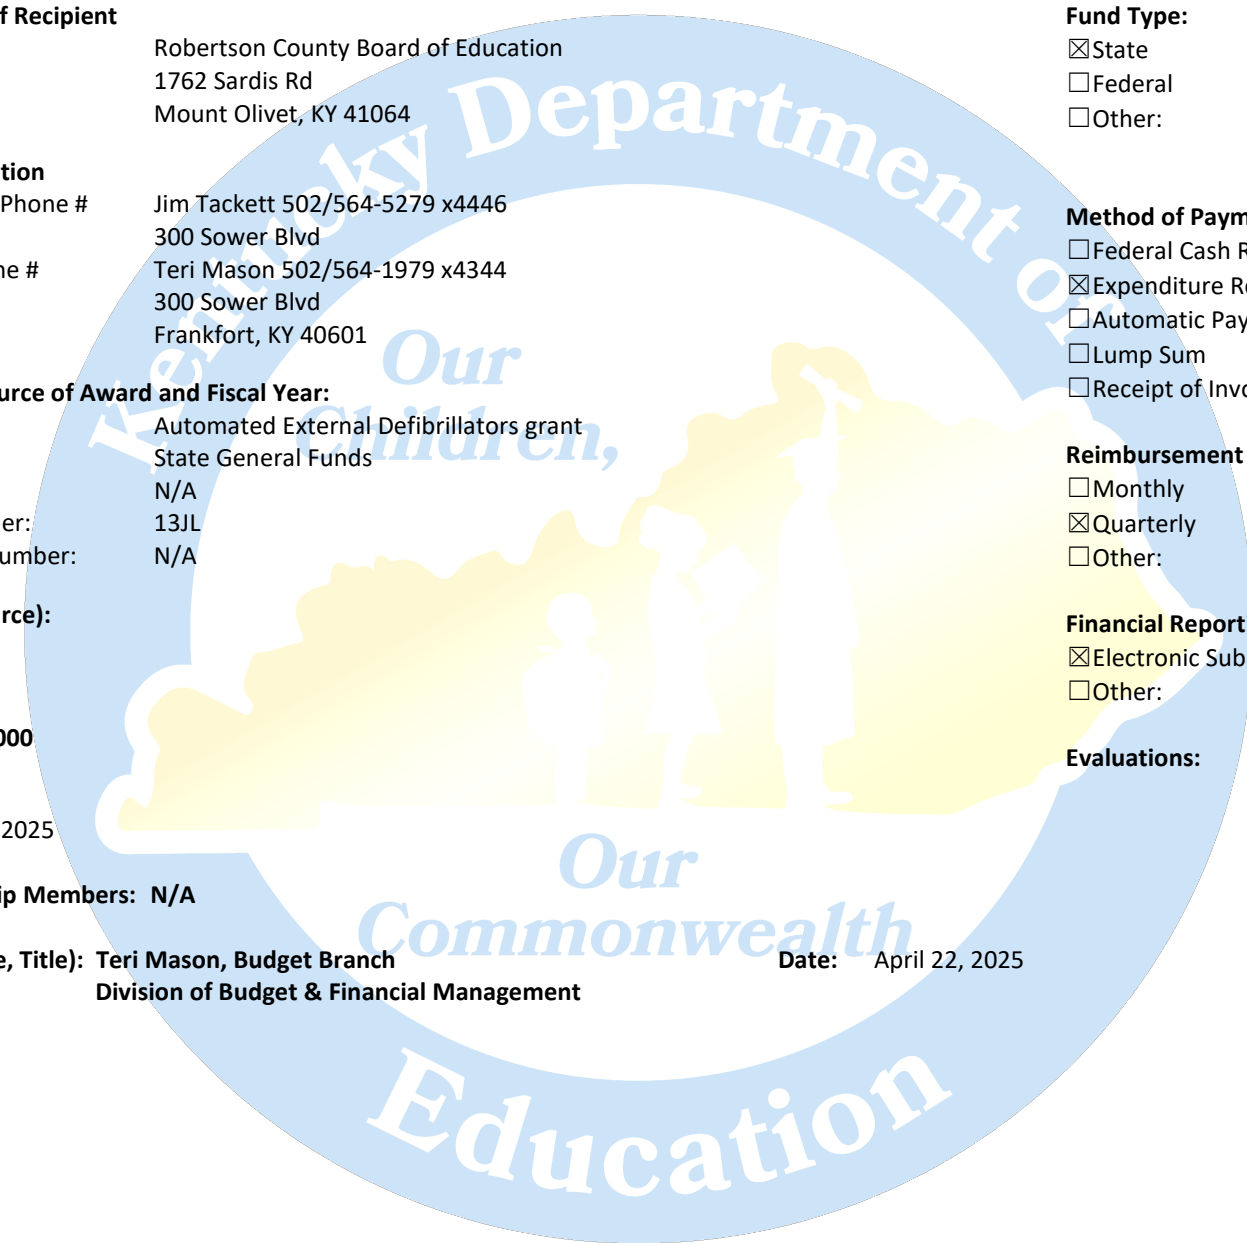 f Recipient
Robertson County Board of Education
1762 Sardis Rd
Mount Olivet, KY 41064
tion
Phone # Jim Tackett 502/564-5279 x4446
300 Sower Blvd
ne # Teri Mason 502/564-1979 x4344
300 Sower Blvd
Frankfort, KY 40601
urce of Award and Fiscal Year:
Automated External Defibrillators grant
State General Funds
N/A
er: 13JL
umber: N/A
rce):
000
2025
ip Members: N/A
e, Title): Teri Mason, Budget Branch
Division of Budget & Financial Management
Date: April 22, 2025
Fund Type:
☒State
☐Federal
☐Other:
Method of Paym
☐Federal Cash R
☒Expenditure Re
☐Automatic Pay
☐Lump Sum
☐Receipt of Invo
Reimbursement
☐Monthly
☒Quarterly
☐Other:
Financial Report
☒Electronic Sub
☐Other:
Evaluations:
Kentucky Department of
Education
Our
Children,
Our
Commonwealth